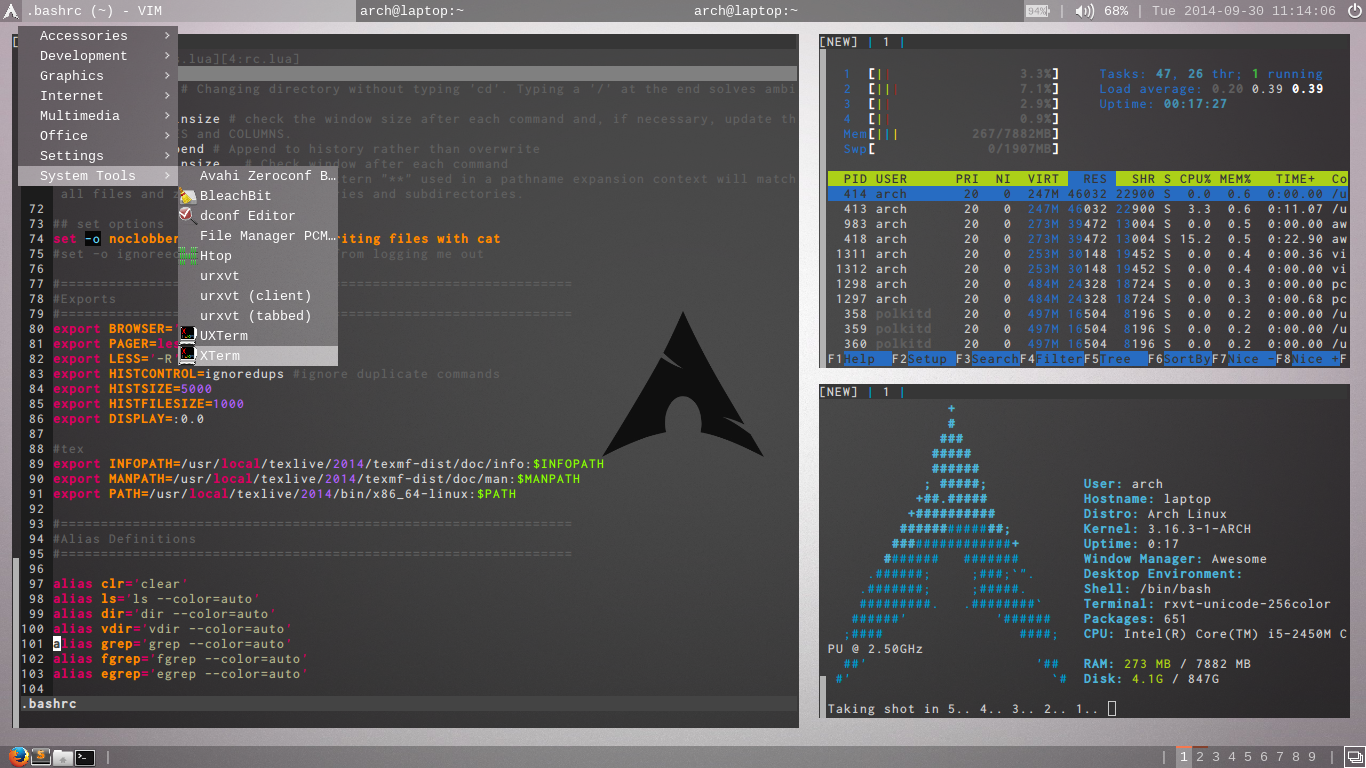 .bashrc (~) - VIM
arch@laptop:~
arch@laptop:~
94%
| 68% | Tue 2014-09-30 11:14:06
Accessories
Development
Graphics
Internet
Multimedia
Office
Settings
System Tools
Avahi Zeroconf B…
BleachBit
dconf Editor
File Manager PCM…
Htop
urxvt
urxvt (client)
urxvt (tabbed)
UXTerm
XTerm
s.lua][4:rc.lua]
# Changing directory without typing 'cd'. Typing a '/' at the end solves ambi
nsize # check the window size after each command and, if necessary, update th
S and COLUMNS.
pend # Append to history rather than overwrite
nsize # Check window after each command
tern "**" used in a pathname expansion context will match
all files and z ries and subdirectories.
72
73 ## set options
74 set -o noclobber riting files with cat
75 #set -o ignoreeo from logging me out
76
77 #================================================================
78 #Exports
79 #================================================================
80 export BROWSER='
81 export PAGER=les
82 export LESS='-R
83 export HISTCONTROL=ignoredups #ignore duplicate commands
84 export HISTSIZE=5000
85 export HISTFILESIZE=1000
86 export DISPLAY=:0.0
87
88 #tex
89 export INFOPATH=/usr/local/texlive/2014/texmf-dist/doc/info:$INFOPATH
90 export MANPATH=/usr/local/texlive/2014/texmf-dist/doc/man:$MANPATH
91 export PATH=/usr/local/texlive/2014/bin/x86_64-linux:$PATH
92
93 #================================================================
94 #Alias Definitions
95 #================================================================
96
97 alias clr='clear'
98 alias ls='ls --color=auto'
99 alias dir='dir --color=auto'
100 alias vdir='vdir --color=auto'
101 alias grep='grep --color=auto'
102 alias fgrep='fgrep --color=auto'
103 alias egrep='egrep --color=auto'
104
.bashrc
[NEW] | 1 |
1 [|| 3.3%] Tasks: 47, 26 thr; 1 running
2 [||| 7.1%] Load average: 0.20 0.39 0.39
3 [|| 2.9%] Uptime: 00:17:27
4 [| 0.9%]
Mem[||| 267/7882MB]
Swp[ 0/1907MB]
PID USER PRI NI VIRT RES SHR S CPU% MEM% TIME+ Co
414 arch 20 0 247M 46032 22900 S 0.0 0.6 0:00.00 /u
413 arch 20 0 247M 46032 22900 S 3.3 0.6 0:11.07 /u
983 arch 20 0 273M 39472 13004 S 0.0 0.5 0:00.00 aw
418 arch 20 0 273M 39472 13004 S 15.2 0.5 0:22.90 aw
1311 arch 20 0 253M 30148 19452 S 0.0 0.4 0:00.36 vi
1312 arch 20 0 253M 30148 19452 S 0.0 0.4 0:00.00 vi
1298 arch 20 0 484M 24328 18724 S 0.0 0.3 0:00.00 pc
1297 arch 20 0 484M 24328 18724 S 0.0 0.3 0:00.68 pc
358 polkitd 20 0 497M 16504 8196 S 0.0 0.2 0:00.00 /u
359 polkitd 20 0 497M 16504 8196 S 0.0 0.2 0:00.00 /u
360 polkitd 20 0 497M 16504 8196 S 0.0 0.2 0:00.00 /u
F1Help F2Setup F3SearchF4FilterF5Tree F6SortByF7Nice -F8Nice +F
[NEW] | 1 |
User: arch
Hostname: laptop
Distro: Arch Linux
Kernel: 3.16.3-1-ARCH
Uptime: 0:17
Window Manager: Awesome
Desktop Environment:
Shell: /bin/bash
Terminal: rxvt-unicode-256color
Packages: 651
CPU: Intel(R) Core(TM) i5-2450M C
PU @ 2.50GHz
RAM: 273 MB / 7882 MB
Disk: 4.1G / 847G
Taking shot in 5.. 4.. 3.. 2.. 1..
| | 1 2 3 4 5 6 7 8 9 |